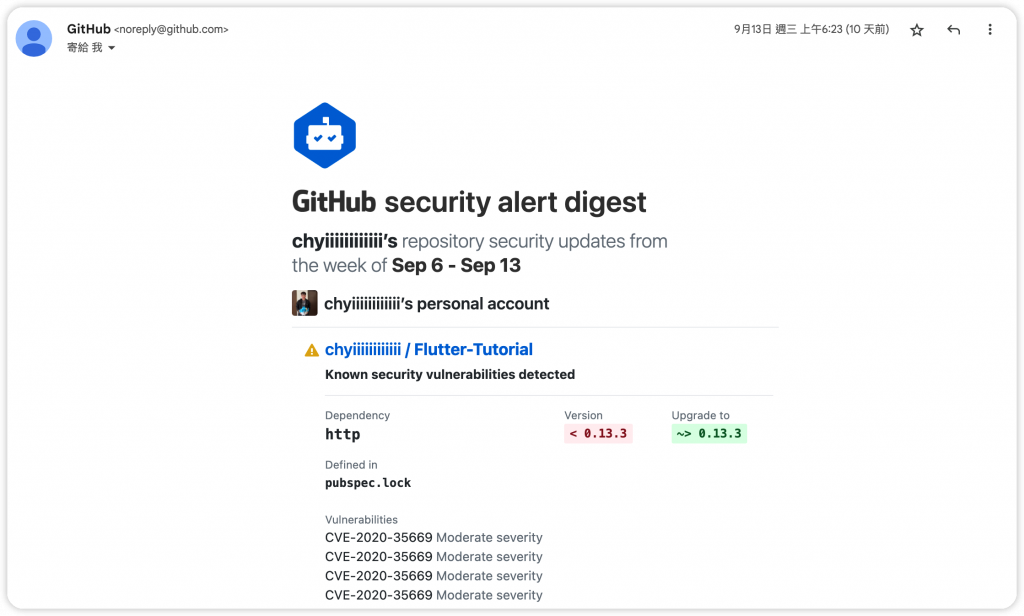 GitHub <noreply@github.com> 9月13日 週三 上午6:23 (10 天前)
寄給 我
GitHub security alert digest
chyiiiiiiiiiiii's repository security updates from
the week of Sep 6 - Sep 13
chyiiiiiiiiiiii's personal account
chyiiiiiiiiiiii / Flutter-Tutorial
Known security vulnerabilities detected
Dependency Version Upgrade to
http < 0.13.3 ~> 0.13.3
Defined in
pubspec.lock
Vulnerabilities
CVE-2020-35669 Moderate severity
CVE-2020-35669 Moderate severity
CVE-2020-35669 Moderate severity
CVE-2020-35669 Moderate severity